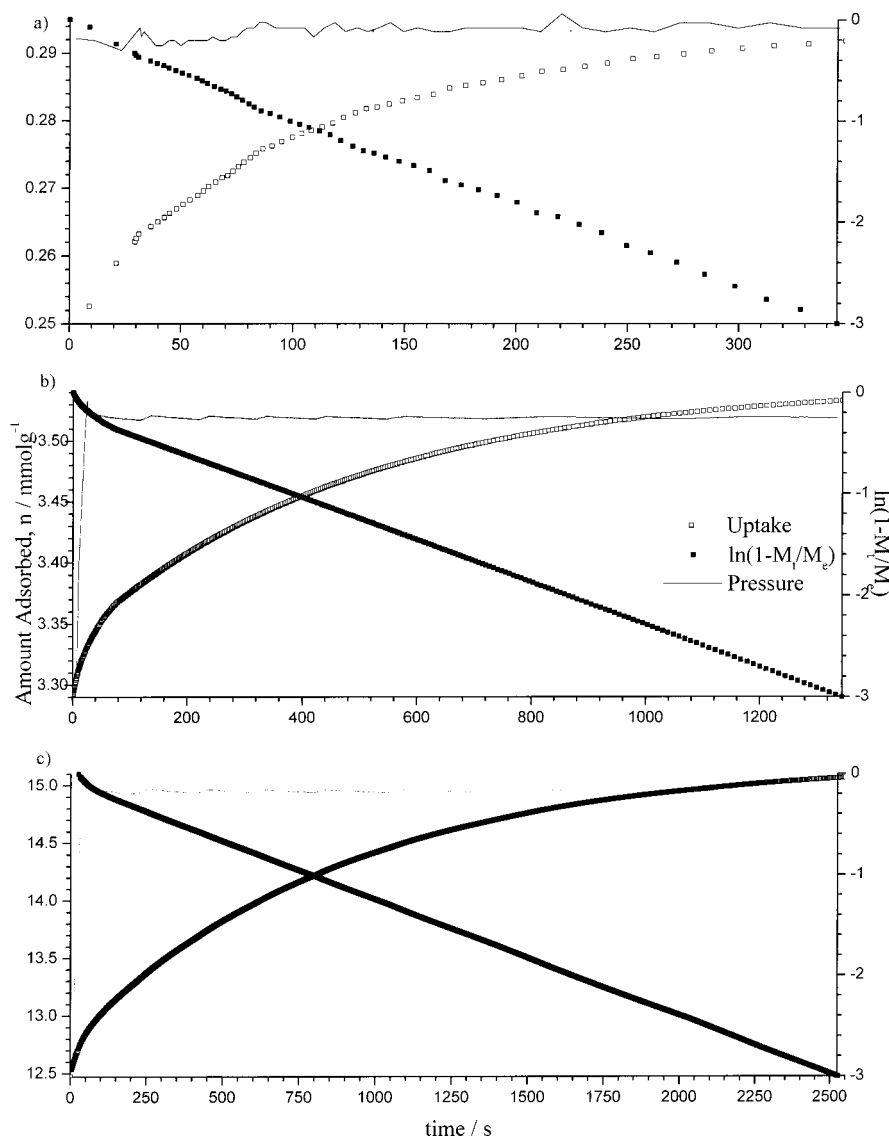 a)
0.29
0.28
0.27
0.26
0.25
0
-1
-2
-3
0 50 100 150 200 250 300
b)
3.50
3.45
3.40
3.35
3.30
0
-1
-2
-3
0 200 400 600 800 1000 1200
Uptake
ln(1-Mt/Me)
Pressure
Amount Adsorbed, n / mmolg-1
ln(1-Mt/Me)
c)
15.0
14.5
14.0
13.5
13.0
12.5
0
-1
-2
-3
0 250 500 750 1000 1250 1500 1750 2000 2250 2500
time / s